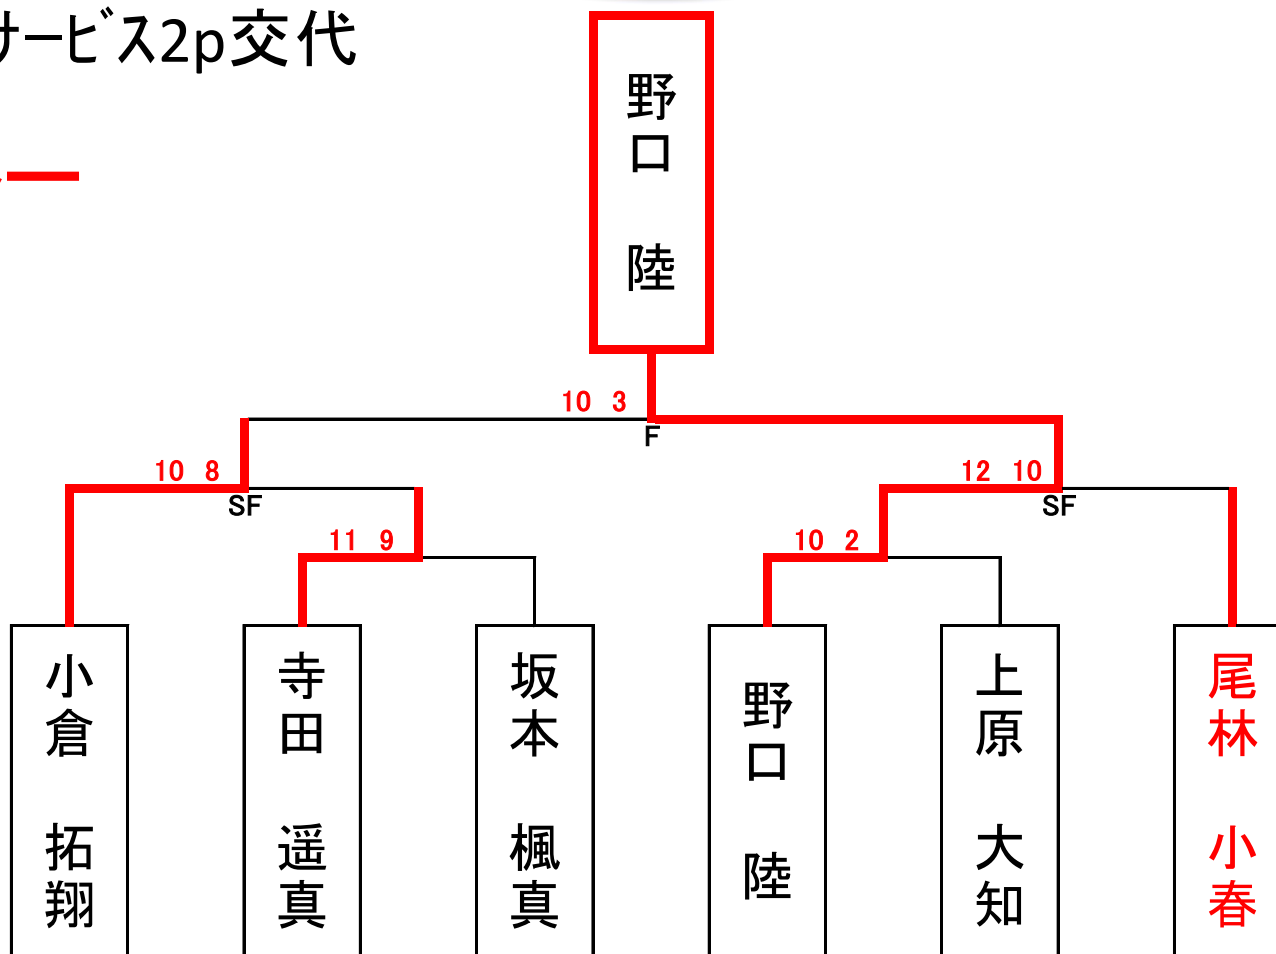 サービス2p交代
ー
野口 陸
10 3
F
10 8
SF
12 10
SF
11 9
10 2
小倉 拓翔
寺田 遥真
坂本 楓真
野口 陸
上原 大知
尾林 小春